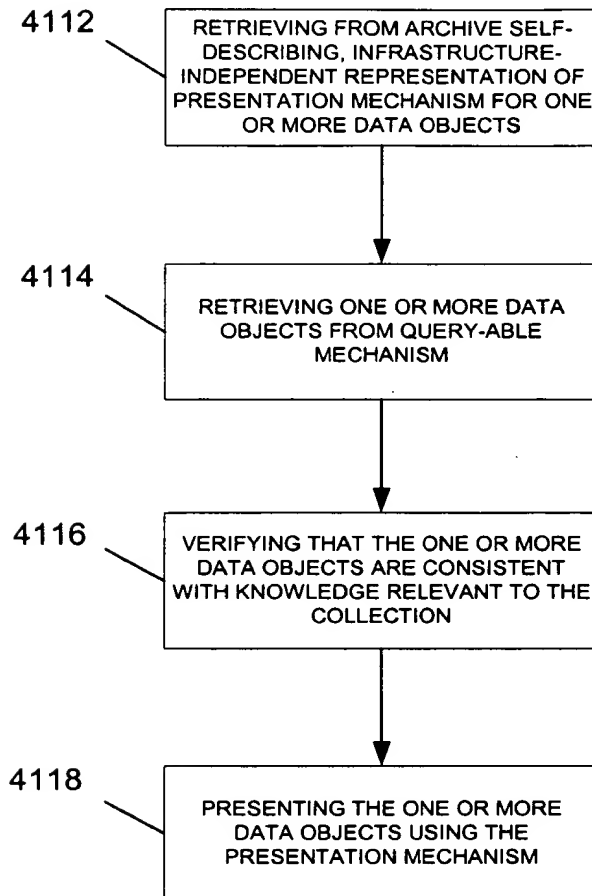 4112
RETRIEVING FROM ARCHIVE SELF-
DESCRIBING, INFRASTRUCTURE-
INDEPENDENT REPRESENTATION OF
PRESENTATION MECHANISM FOR ONE
OR MORE DATA OBJECTS
4114
RETRIEVING ONE OR MORE DATA
OBJECTS FROM QUERY-ABLE
MECHANISM
4116
VERIFYING THAT THE ONE OR MORE
DATA OBJECTS ARE CONSISTENT
WITH KNOWLEDGE RELEVANT TO THE
COLLECTION
4118
PRESENTING THE ONE OR MORE
DATA OBJECTS USING THE
PRESENTATION MECHANISM